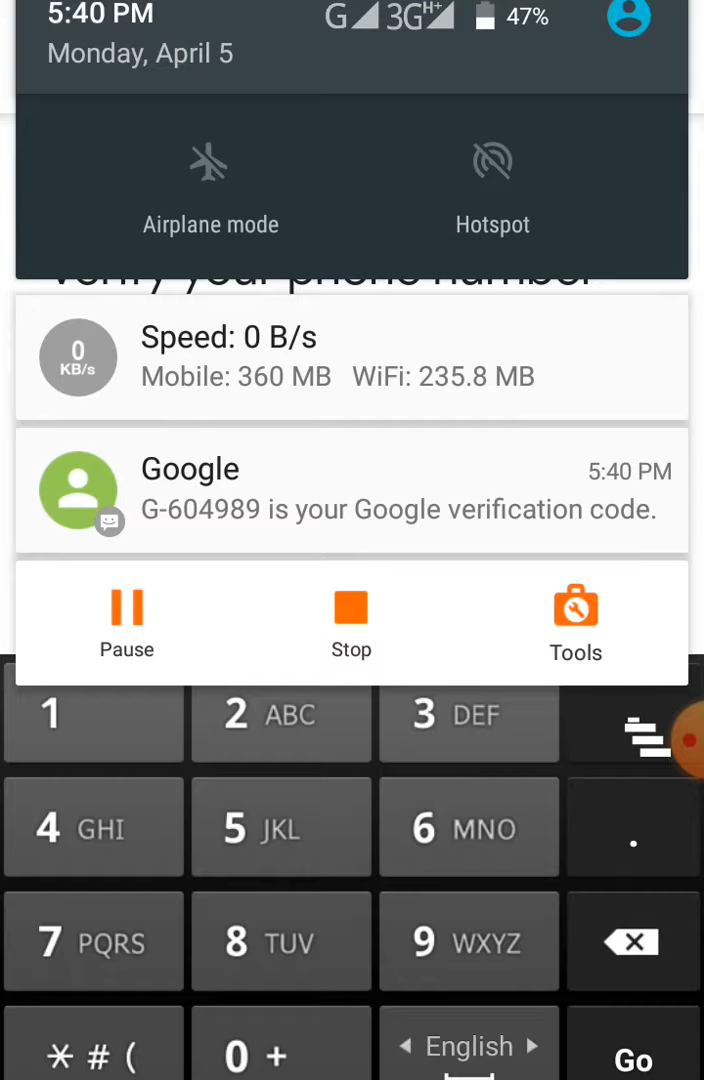 5:40 PM G 3G H+ 47%
Monday, April 5
Airplane mode Hotspot
Verify your phone number
0 KB/s
Speed: 0 B/s
Mobile: 360 MB WiFi: 235.8 MB
Google 5:40 PM
G-604989 is your Google verification code.
Pause Stop Tools
1 2 ABC 3 DEF
4 GHI 5 JKL 6 MNO .
7 PQRS 8 TUV 9 WXYZ
* # ( 0 + English Go